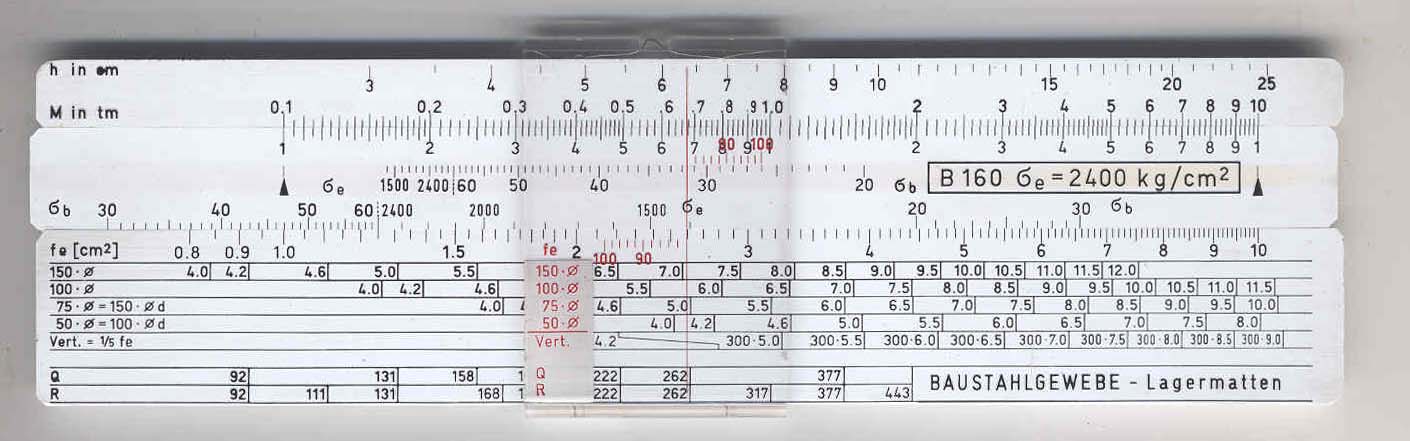 h in cm 3 4 5 6 7 8 9 10 15 20 25
M in tm 0.1 0.2 0.3 0.4 0.5 .6 .7 .8 .9 1.0 2 3 4 5 6 7 8 9 10
1 2 3 4 5 6 7 8 9 1 2 3 4 5 6 7 8 9 1
90 100
σe 1500 2400 60 50 40 30 20 σb B 160 σe = 2400 kg/cm²
σb 30 40 50 60 2400 2000 1500 σe 20 30 σb
fe [cm²] 0.8 0.9 1.0 1.5 fe 2 3 4 5 6 7 8 9 10
100 90
150·ø 4.0 4.2 4.6 5.0 5.5 150·ø 6.5 7.0 7.5 8.0 8.5 9.0 9.5 10.0 10.5 11.0 11.5 12.0
100·ø 4.0 4.2 4.6 100·ø 5.5 6.0 6.5 7.0 7.5 8.0 8.5 9.0 9.5 10.0 10.5 11.0 11.5
75·ø = 150·ø d 4.0 4 75·ø 4.6 5.0 5.5 6.0 6.5 7.0 7.5 8.0 8.5 9.0 9.5 10.0
50·ø = 100·ø d 50·ø 4.0 4.2 4.6 5.0 5.5 6.0 6.5 7.0 7.5 8.0
Vert. = 1/5 fe Vert. 4.2 300·5.0 300·5.5 300·6.0 300·6.5 300·7.0 300·7.5 300·8.0 300·8.5 300·9.0
Q 92 131 158 1 Q 222 262 377
R 92 111 131 168 1 R 222 262 317 377 443
BAUSTAHLGEWEBE - Lagermatten